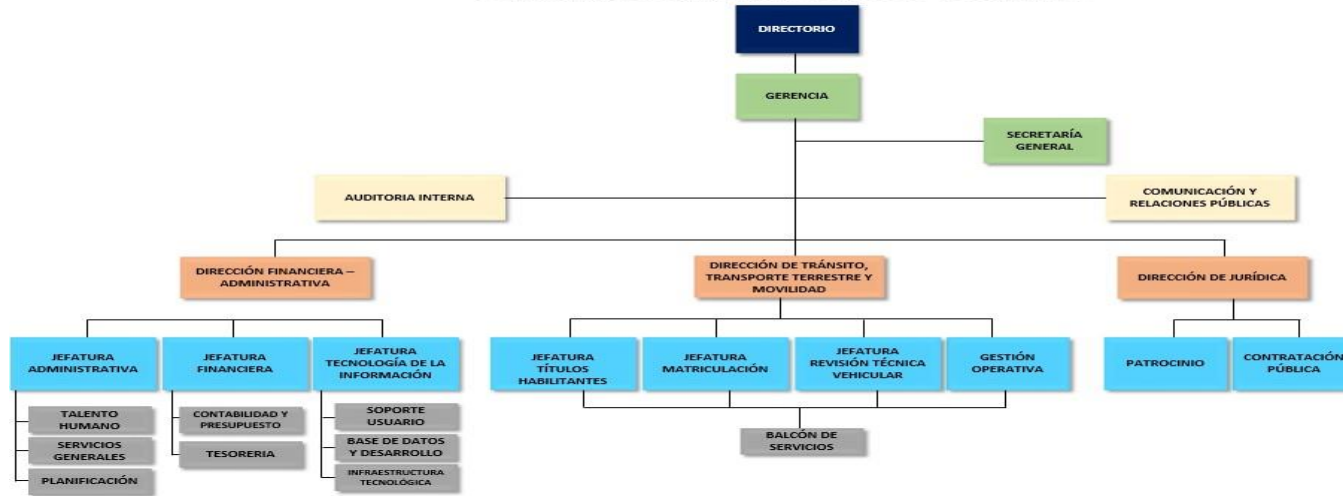 DIRECTORIO
GERENCIA
SECRETARÍA
GENERAL
AUDITORIA INTERNA
COMUNICACIÓN Y
RELACIONES PÚBLICAS
DIRECCIÓN FINANCIERA –
ADMINISTRATIVA
DIRECCIÓN DE TRÁNSITO,
TRANSPORTE TERRESTRE Y
MOVILIDAD
DIRECCIÓN DE JURÍDICA
JEFATURA
ADMINISTRATIVA
JEFATURA
FINANCIERA
JEFATURA
TECNOLOGÍA DE LA
INFORMACIÓN
JEFATURA
TÍTULOS
HABILITANTES
JEFATURA
MATRICULACIÓN
JEFATURA
REVISIÓN TÉCNICA
VEHICULAR
GESTIÓN
OPERATIVA
PATROCINIO
CONTRATACIÓN
PÚBLICA
TALENTO
HUMANO
SERVICIOS
GENERALES
PLANIFICACIÓN
CONTABILIDAD Y
PRESUPUESTO
TESORERIA
SOPORTE
USUARIO
BASE DE DATOS
Y DESARROLLO
INFRAESTRUCTURA
TECNOLÓGICA
BALCÓN DE
SERVICIOS